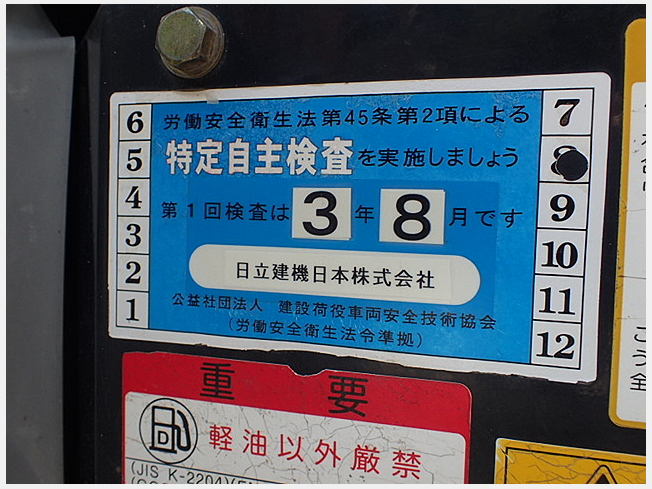 6
5
4
3
2
1
労働安全衛生法第45条第2項による
特定自主検査を実施しましょう
第1回検査は3年8月です
日立建機日本株式会社
公益社団法人 建設荷役車両安全技術協会
(労働安全衛生法令準拠)
7
8
9
10
11
12
重要
D
軽油以外厳禁
(JIS K-2204)